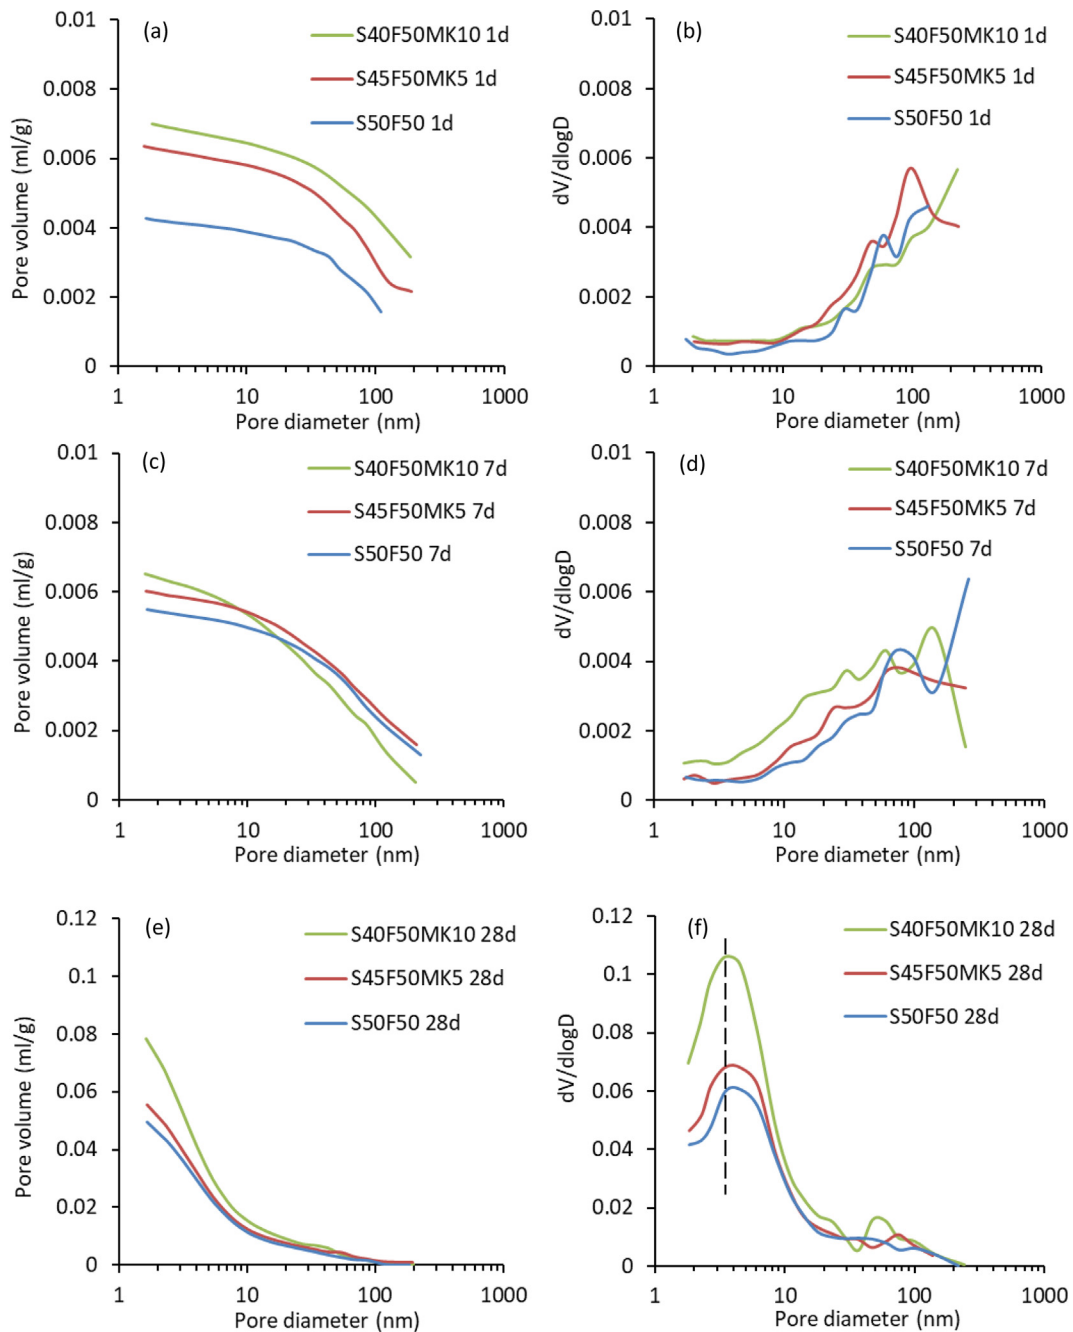 (a)
S40F50MK10 1d
S45F50MK5 1d
S50F50 1d
Pore volume (ml/g)
0.01
0.008
0.006
0.004
0.002
0
1 10 100 1000
Pore diameter (nm)
(b)
S40F50MK10 1d
S45F50MK5 1d
S50F50 1d
dV/dlogD
0.01
0.008
0.006
0.004
0.002
0
1 10 100 1000
Pore diameter (nm)
(c)
S40F50MK10 7d
S45F50MK5 7d
S50F50 7d
Pore volume (ml/g)
0.01
0.008
0.006
0.004
0.002
0
1 10 100 1000
Pore diameter (nm)
(d)
S40F50MK10 7d
S45F50MK5 7d
S50F50 7d
dV/dlogD
0.01
0.008
0.006
0.004
0.002
0
1 10 100 1000
Pore diameter (nm)
(e)
S40F50MK10 28d
S45F50MK5 28d
S50F50 28d
Pore volume (ml/g)
0.12
0.1
0.08
0.06
0.04
0.02
0
1 10 100 1000
Pore diameter (nm)
(f)
S40F50MK10 28d
S45F50MK5 28d
S50F50 28d
dV/dlogD
0.12
0.1
0.08
0.06
0.04
0.02
0
1 10 100 1000
Pore diameter (nm)